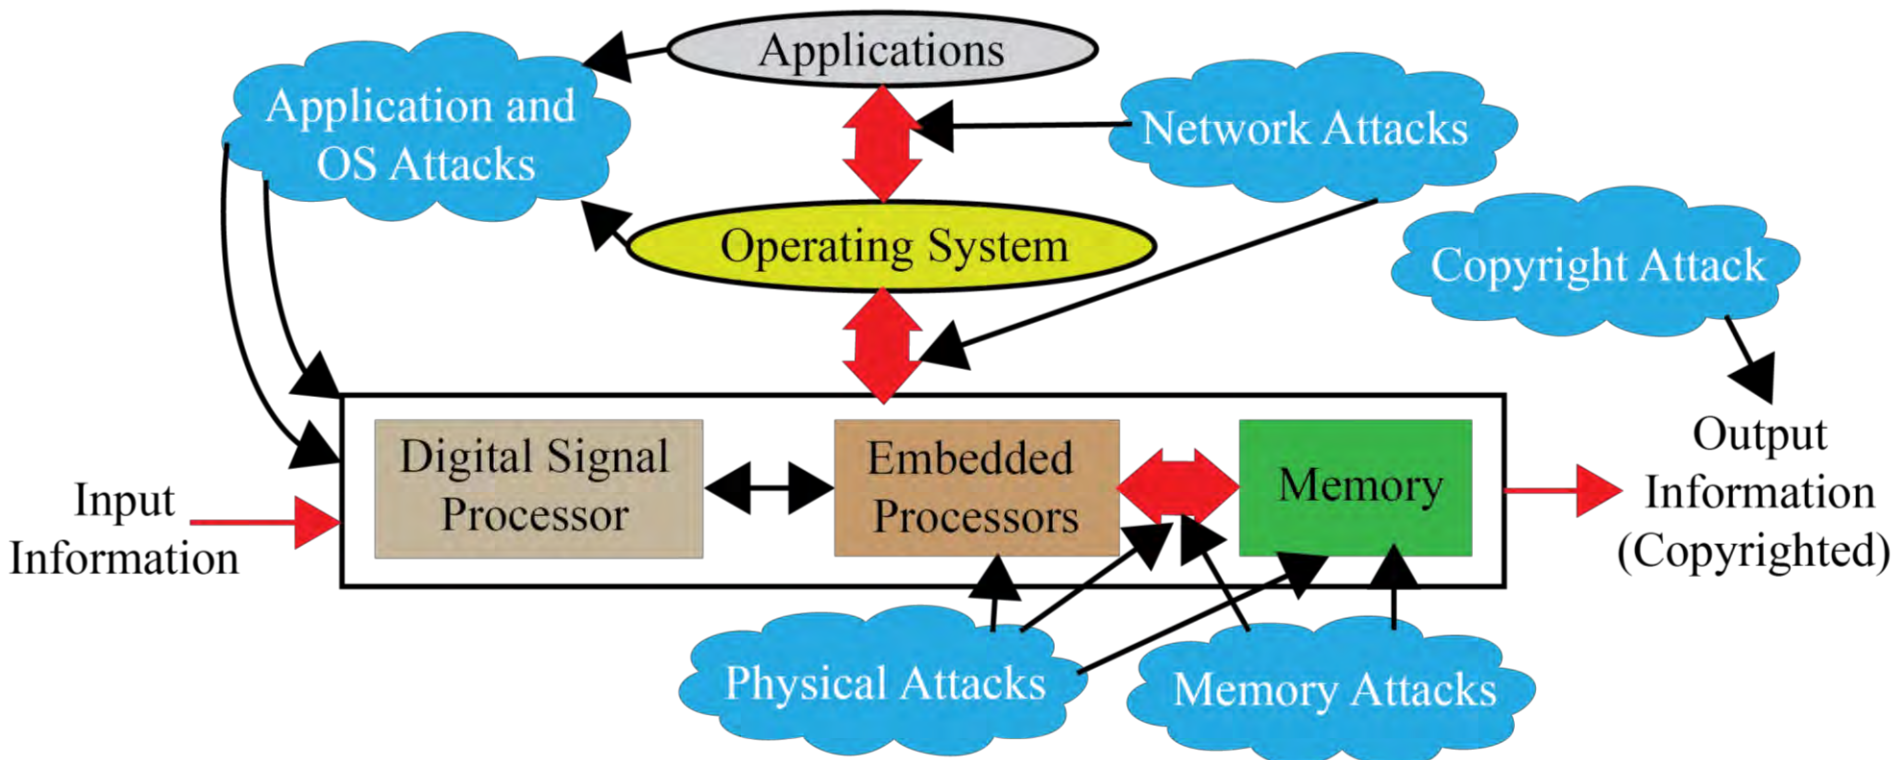 Applications
Application and
OS Attacks
Network Attacks
Operating System
Copyright Attack
Digital Signal
Processor
Embedded
Processors
Memory
Input
Information
Output
Information
(Copyrighted)
Physical Attacks
Memory Attacks